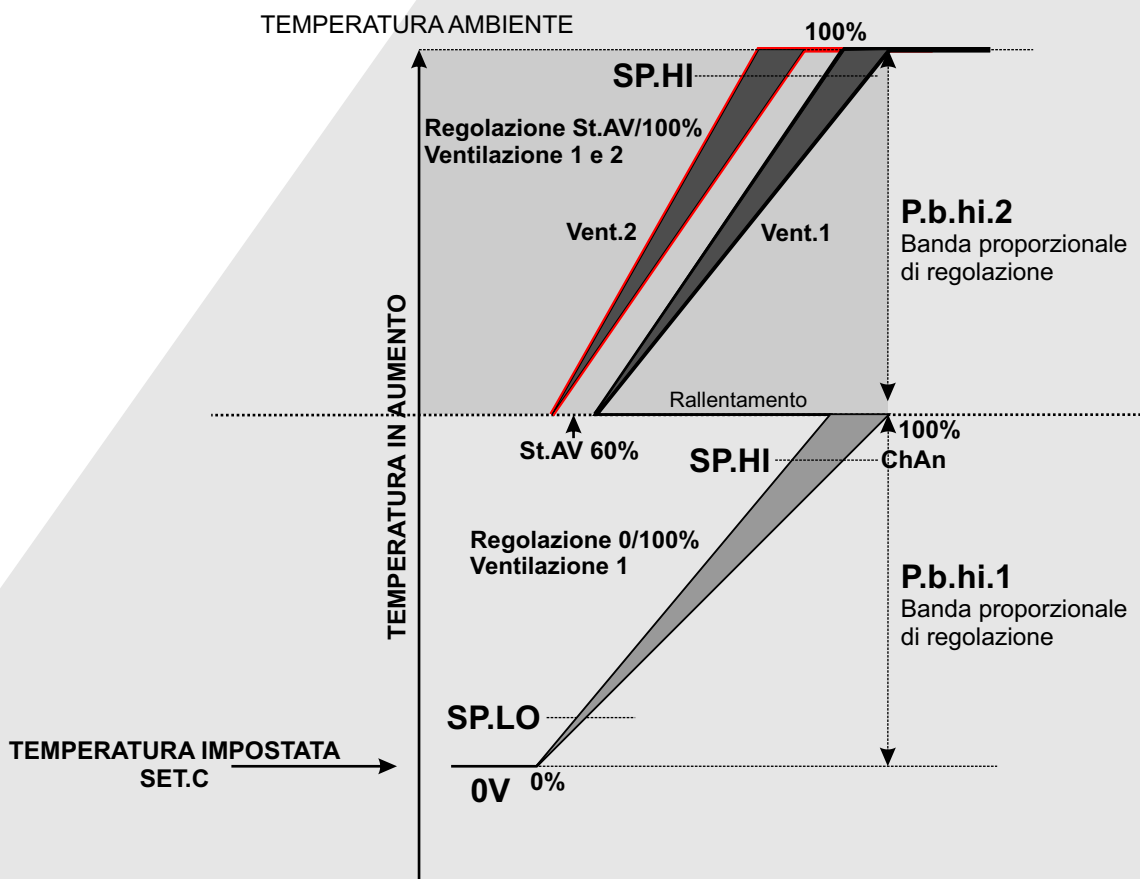 TEMPERATURA AMBIENTE
100%
SP.HI
Regolazione St.AV/100%
Ventilazione 1 e 2
Vent.2
Vent.1
P.b.hi.2
Banda proporzionale
di regolazione
TEMPERATURA IN AUMENTO
Rallentamento
St.AV 60%
100%
SP.HI
ChAn
Regolazione 0/100%
Ventilazione 1
P.b.hi.1
Banda proporzionale
di regolazione
SP.LO
TEMPERATURA IMPOSTATA
SET.C
0V
0%